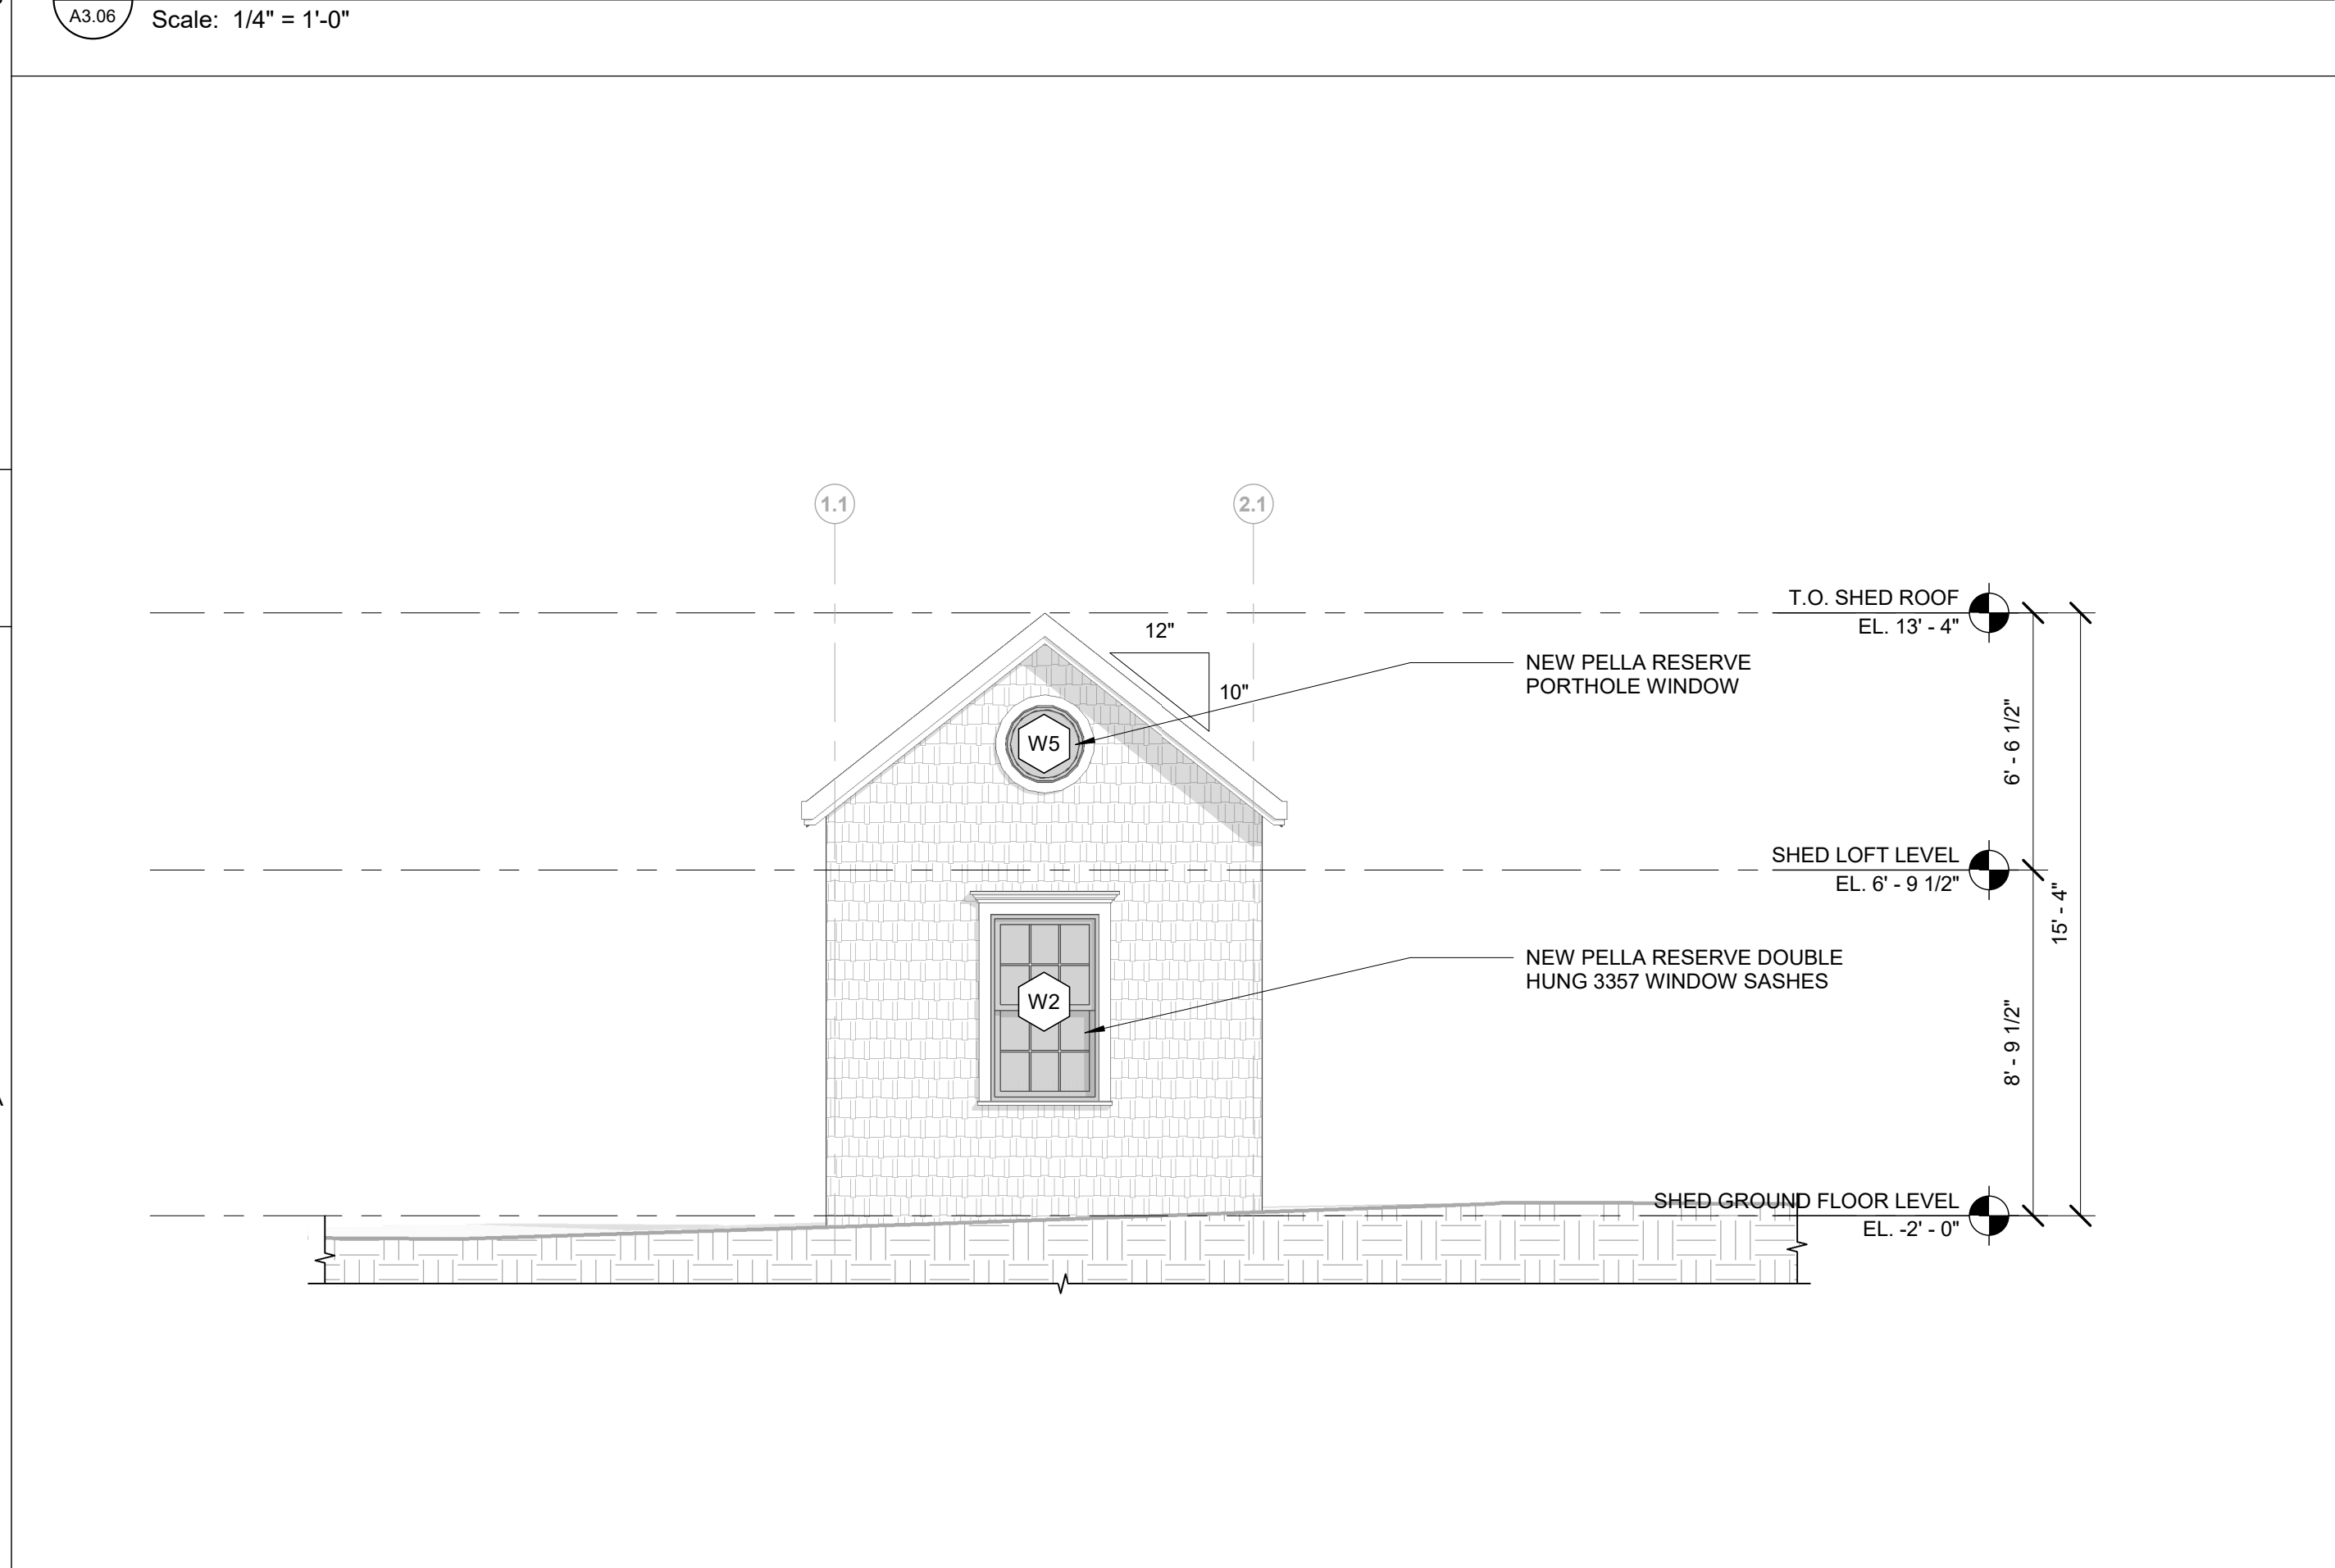 A3.06
Scale: 1/4" = 1'-0"
1.1
2.1
T.O. SHED ROOF
EL. 13' - 4"
12"
10"
NEW PELLA RESERVE
PORTHOLE WINDOW
W5
6' - 6 1/2"
SHED LOFT LEVEL
EL. 6' - 9 1/2"
15' - 4"
NEW PELLA RESERVE DOUBLE
HUNG 3357 WINDOW SASHES
W2
8' - 9 1/2"
SHED GROUND FLOOR LEVEL
EL. -2' - 0"